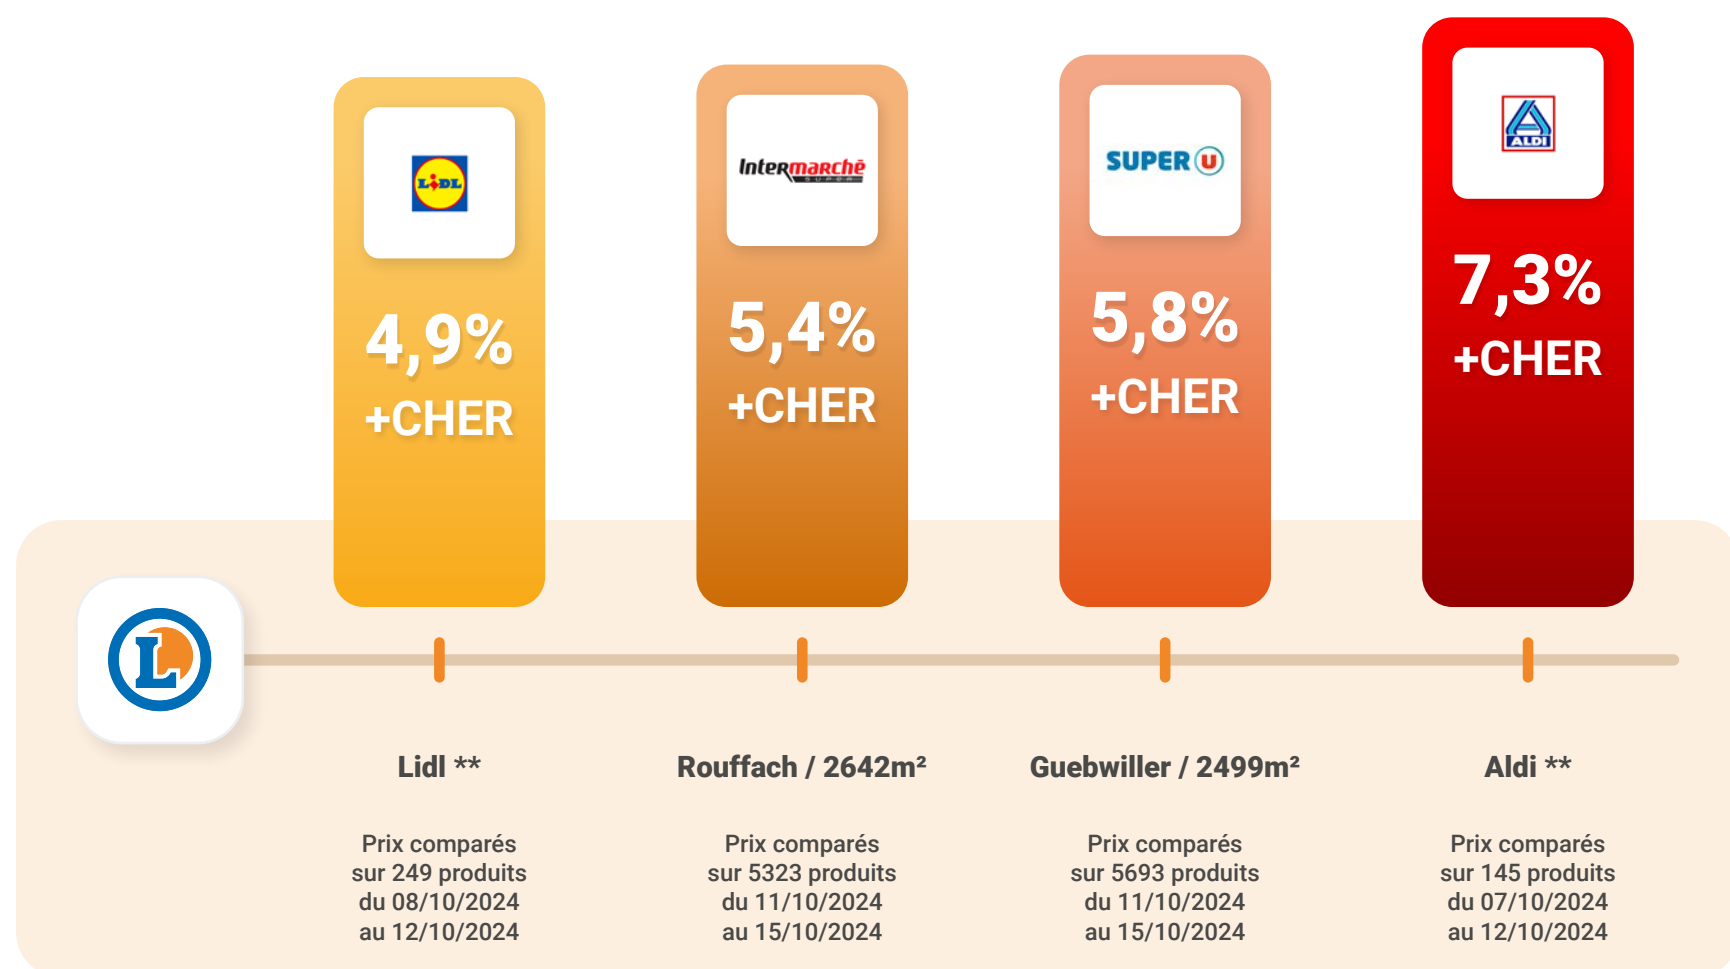 LIDL
4,9%
+CHER
Intermarchē
SUPER
5,4%
+CHER
SUPER U
5,8%
+CHER
ALDI
7,3%
+CHER
L
Lidl **
Prix comparés
sur 249 produits
du 08/10/2024
au 12/10/2024
Rouffach / 2642m²
Prix comparés
sur 5323 produits
du 11/10/2024
au 15/10/2024
Guebwiller / 2499m²
Prix comparés
sur 5693 produits
du 11/10/2024
au 15/10/2024
Aldi **
Prix comparés
sur 145 produits
du 07/10/2024
au 12/10/2024